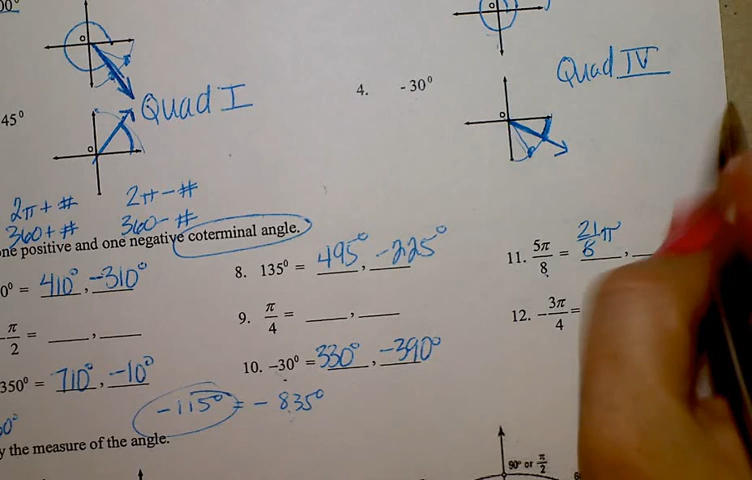 00°
Quad IV
Quad I
4. -30°
45°
2π + # 2π - #
360 + # 360 - #
one positive and one negative coterminal angle.
0° = 410°, -310°
8. 135° = 495°, -225°
11. 5π/8 = 21π/8,
π/2 = ,
9. π/4 = ,
12. -3π/4 =
350° = 710°, -10°
10. -30° = 330°, -390°
-115° = - 835°
y the measure of the angle.
90° or π/2